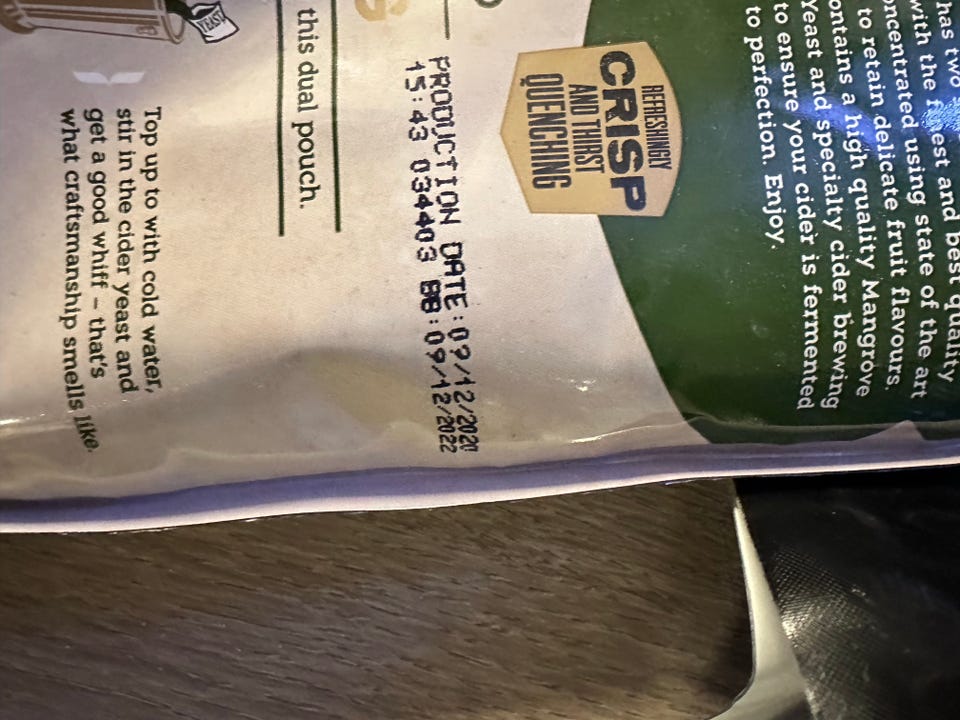 has two
with the finest and best quality
oncentrated using state of the art
to retain delicate fruit flavours.
ontains a high quality Mangrove
Yeast and specialty cider brewing
to ensure your cider is fermented
to perfection. Enjoy.
REFRESHINGLY
CRISP
AND THIRST
QUENCHING
PRODUCTION DATE:09/12/2020
15:43 034403 BB:09/12/2022
this dual pouch.
YEAST
Top up to with cold water,
stir in the cider yeast and
get a good whiff – that's
what craftsmanship smells like.